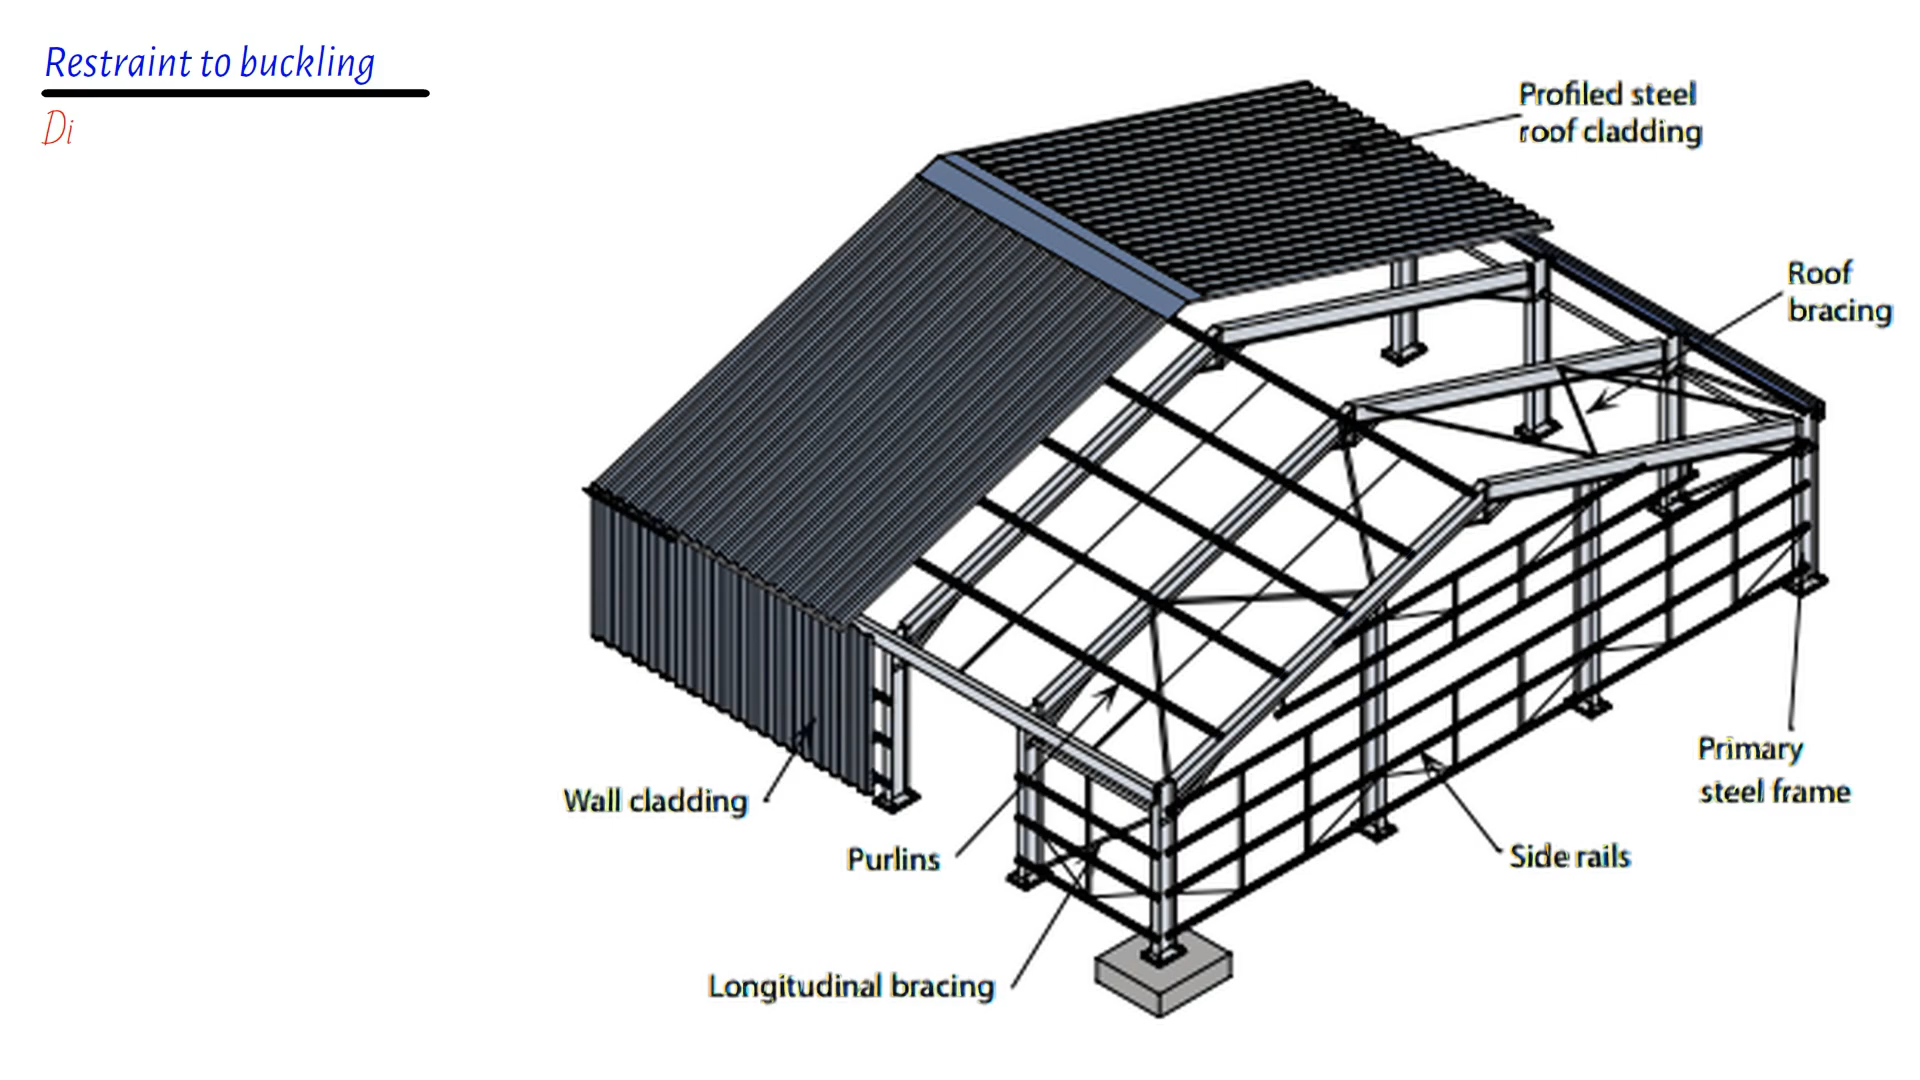 Restraint to buckling
Di
Profiled steel
roof cladding
Roof
bracing
Primary
steel frame
Wall cladding
Purlins
Side rails
Longitudinal bracing